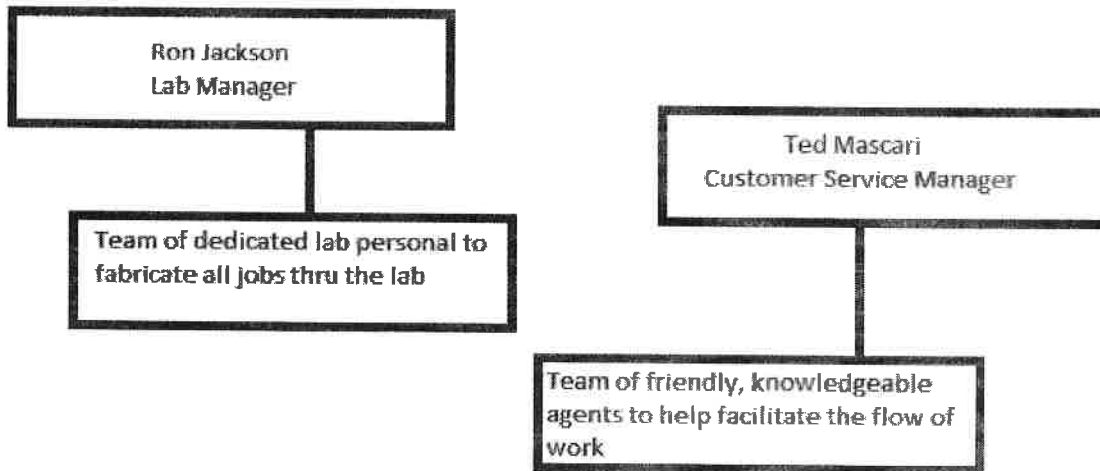 Ron Jackson
Lab Manager
Team of dedicated lab personal to
fabricate all jobs thru the lab
Ted Mascari
Customer Service Manager
Team of friendly, knowledgeable
agents to help facilitate the flow of
work